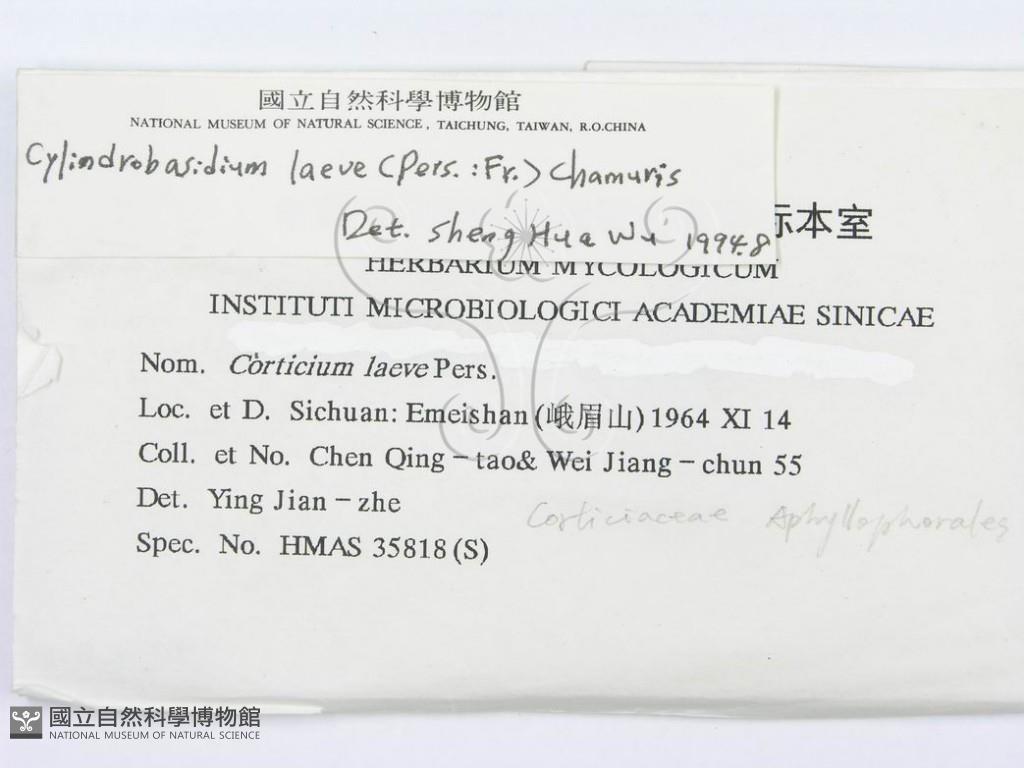 國立自然科學博物館
NATIONAL MUSEUM OF NATURAL SCIENCE, TAICHUNG, TAIWAN, R.O.CHINA
Cylindrobasidium laeve (Pers. : Fr.) Chamuris
Det. Sheng Hua Wu 1994.8
标本室
HERBARIUM MYCOLOGICUM
INSTITUTI MICROBIOLOGICI ACADEMIAE SINICAE
Nom. Corticium laeve Pers.
Loc. et D. Sichuan: Emeishan (峨眉山) 1964 XI 14
Coll. et No. Chen Qing-tao& Wei Jiang-chun 55
Det. Ying Jian-zhe
Corticiaceae Aphyllophorales
Spec. No. HMAS 35818 (S)
國立自然科學博物館
NATIONAL MUSEUM OF NATURAL SCIENCE